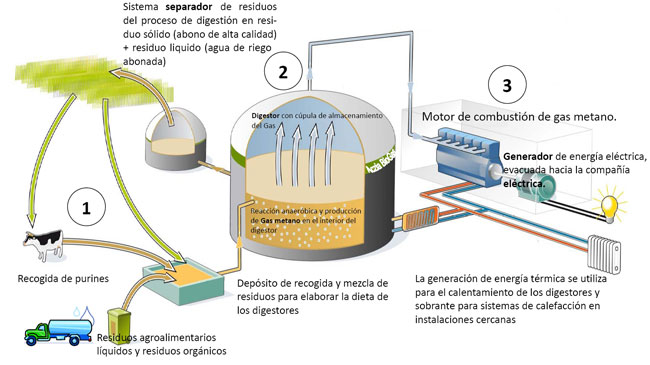 Sistema separador de residuos
del proceso de digestión en resi-
duo sólido (abono de alta calidad)
+ residuo liquido (agua de riego
abonada)
2
3
Motor de combustión de gas metano.
Digestor con cúpula de almacenamiento
del Gas
Generador de energía eléctrica,
evacuada hacia la compañía
eléctrica.
1
Reacción anaeróbica y producción
de Gas metano en el interior del
digestor
Recogida de purines
Depósito de recogida y mezcla de
residuos para elaborar la dieta de
los digestores
La generación de energía térmica se utiliza
para el calentamiento de los digestores y
sobrante para sistemas de calefacción en
instalaciones cercanas
Residuos agroalimentarios
líquidos y residuos orgánicos